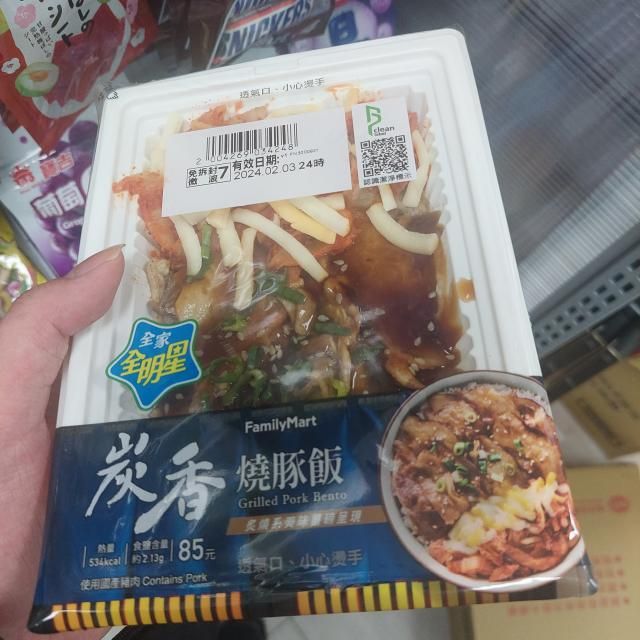 SNICKERS
透氣口、小心燙手
2 004269 034248
免拆封
微波 7
有效日期:
2024.02.03 24時
clean
label
認識潔淨標示
全家
全明星
FamilyMart
炭香
燒豚飯
Grilled Pork Bento
熱量
534kcal
食鹽含量
約2.13g
85元
透氣口、小心燙手
使用國產豬肉 Contains Pork